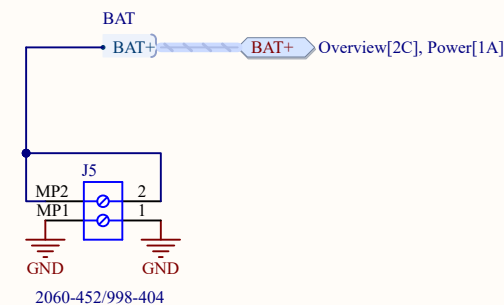 BAT
BAT+ BAT+ Overview[2C], Power[1A]
J5
MP2 2
MP1 1
GND GND
2060-452/998-404